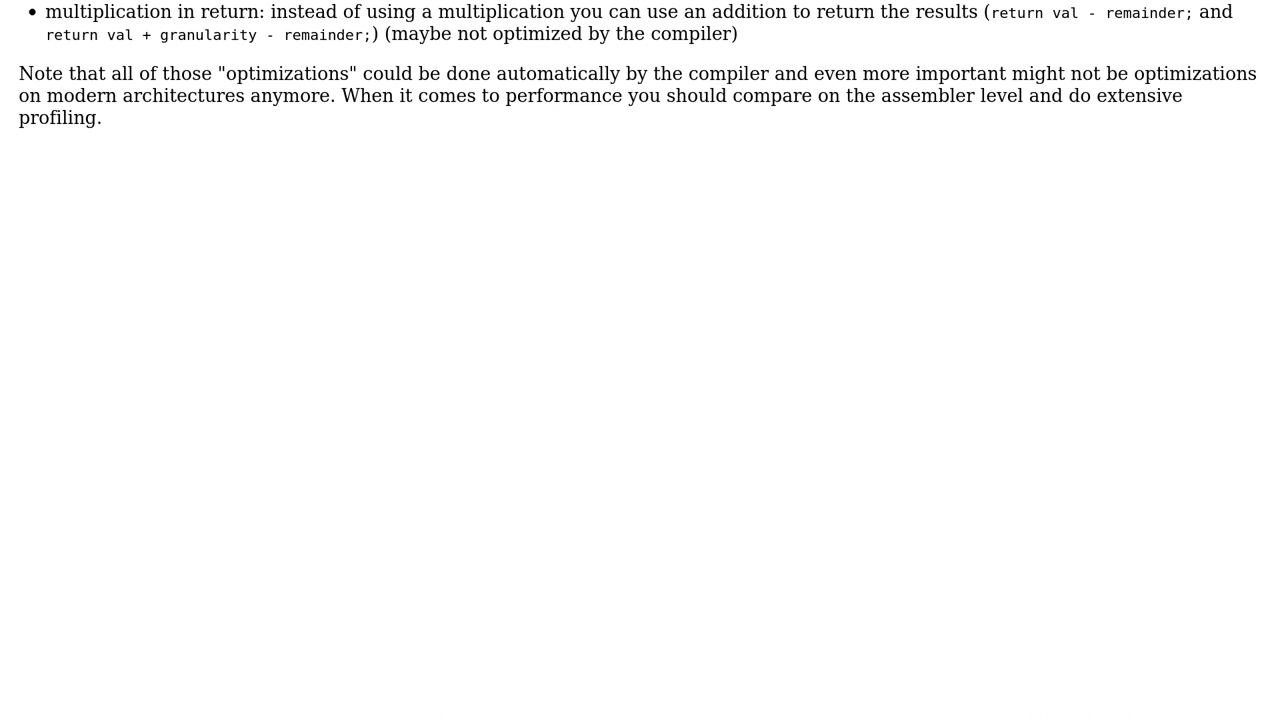 • multiplication in return: instead of using a multiplication you can use an addition to return the results (return val - remainder; and
return val + granularity - remainder;) (maybe not optimized by the compiler)
Note that all of those "optimizations" could be done automatically by the compiler and even more important might not be optimizations
on modern architectures anymore. When it comes to performance you should compare on the assembler level and do extensive
profiling.